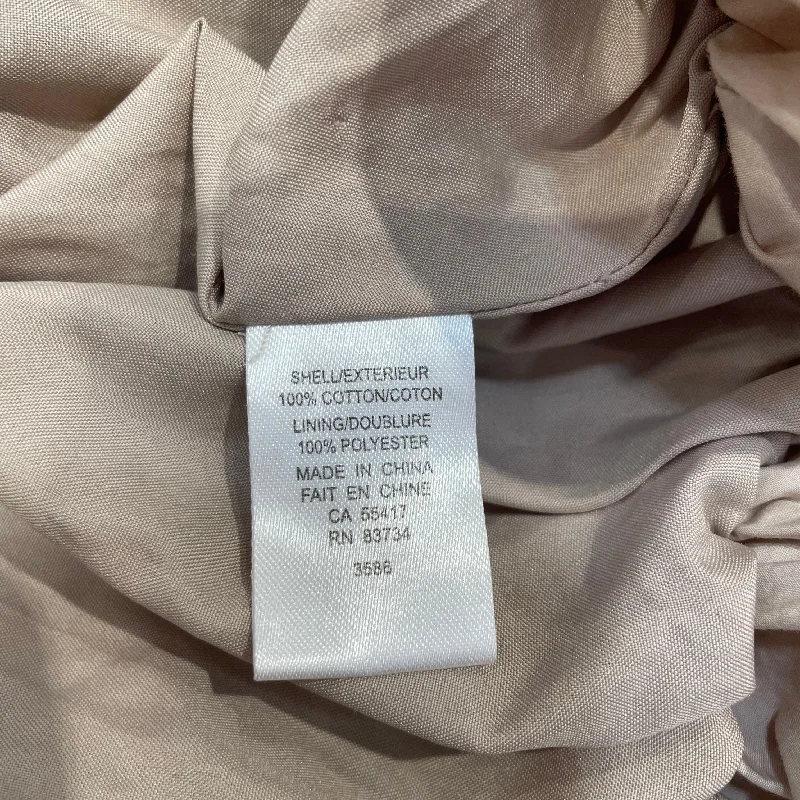 SHELL/EXTERIEUR
100% COTTON/COTON
LINING/DOUBLURE
100% POLYESTER
MADE IN CHINA
FAIT EN CHINE
CA 55417
RN 83734
3586